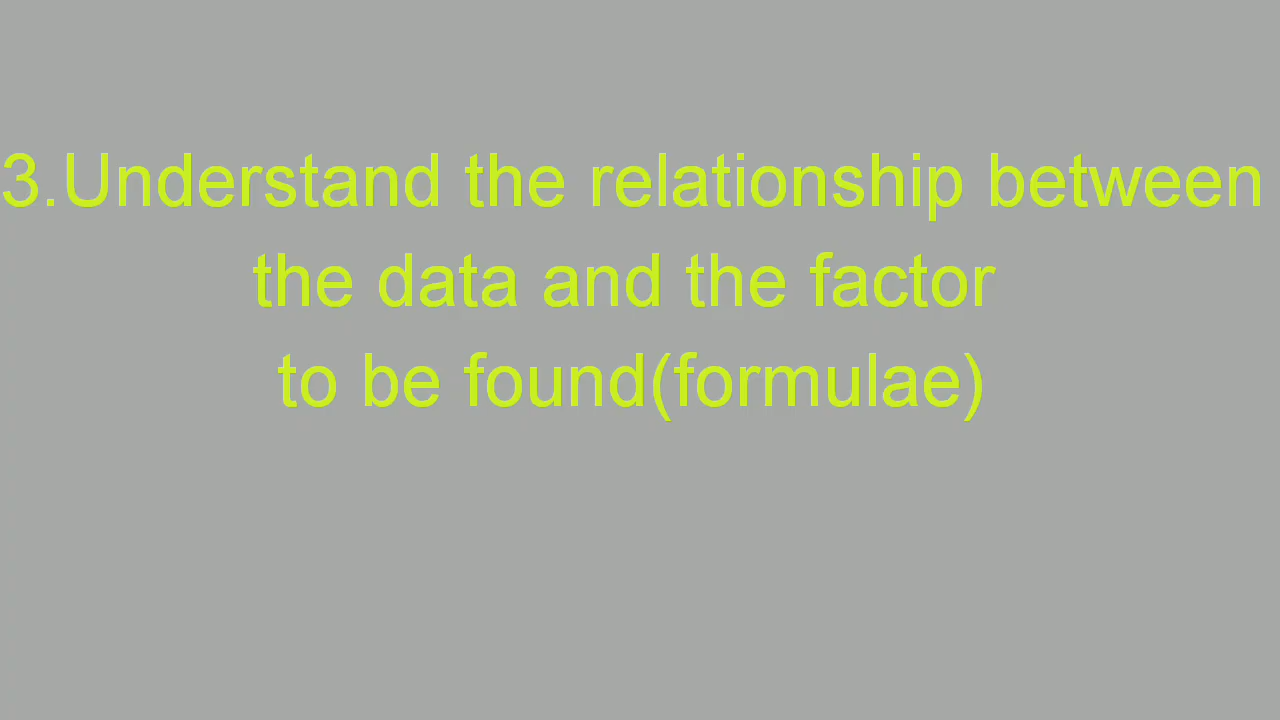 3.Understand the relationship between
the data and the factor
to be found(formulae)